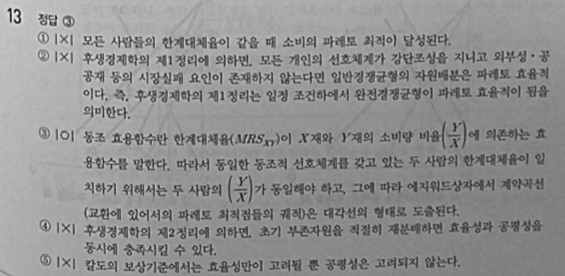 13 정답 ③
① |×| 모든 사람들의 한계대체율이 같을 때 소비의 파레토 최적이 달성된다.
② |×| 후생경제학의 제1정리에 의하면, 모든 개인의 선호체계가 강단조성을 지니고 외부성·공
공재 등의 시장실패 요인이 존재하지 않는다면 일반경쟁균형의 자원배분은 파레토 효율적
이다. 즉, 후생경제학의 제1정리는 일정 조건하에서 완전경쟁균형이 파레토 효율적이 됨을
의미한다.
③ |○| 동조 효용함수란 한계대체율(MRS_XY)이 X재와 Y재의 소비량 비율(Y/X)에 의존하는 효
용함수를 말한다. 따라서 동일한 동조적 선호체계를 갖고 있는 두 사람의 한계대체율이 일
치하기 위해서는 두 사람의 (Y/X)가 동일해야 하고, 그에 따라 에지워드상자에서 계약곡선
(교환에 있어서의 파레토 최적점들의 궤적)은 대각선의 형태로 도출된다.
④ |×| 후생경제학의 제2정리에 의하면, 초기 부존자원을 적절히 재분배하면 효율성과 공평성을
동시에 충족시킬 수 있다.
⑤ |×| 칼도의 보상기준에서는 효율성만이 고려될 뿐 공평성은 고려되지 않는다.